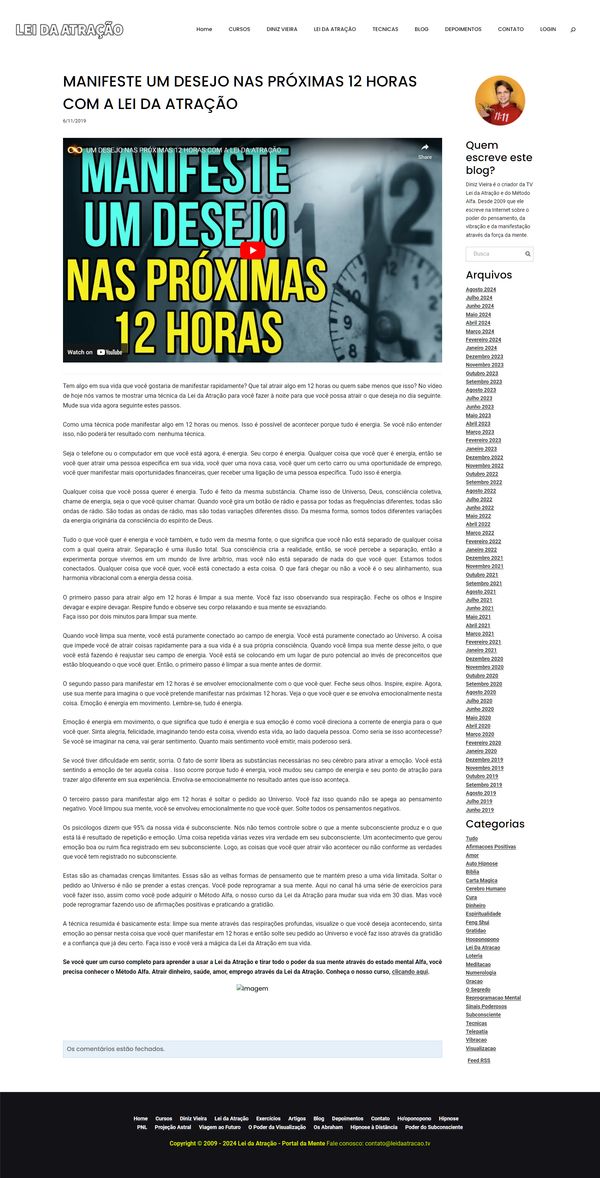 LEI DA ATRAÇÃO
Home CURSOS DINIZ VIEIRA LEI DA ATRAÇÃO TECNICAS BLOG DEPOIMENTOS CONTATO LOGIN
MANIFESTE UM DESEJO NAS PRÓXIMAS 12 HORAS
COM A LEI DA ATRAÇÃO
6/11/2019
UM DESEJO NAS PRÓXIMAS 12 HORAS COM A LEI DA ATRAÇÃO
Share
MANIFESTE
UM DESEJO
NAS PRÓXIMAS
12 HORAS
Watch on YouTube
Tem algo em sua vida que você gostaria de manifestar rapidamente? Que tal atrair algo em 12 horas ou quem sabe menos que isso? No vídeo
de hoje nós vamos te mostrar uma técnica da Lei da Atração para você fazer à noite para que você possa atrair o que deseja no dia seguinte.
Mude sua vida agora seguinte estes passos.
Como uma técnica pode manifestar algo em 12 horas ou menos. Isso é possível de acontecer porque tudo é energia. Se você não entender
isso, não poderá ter resultado com nenhuma técnica.
Seja o telefone ou o computador em que você está agora, é energia. Seu corpo é energia. Qualquer coisa que você quer é energia, então se
você quer atrair uma pessoa específica em sua vida, você quer uma nova casa, você quer um certo carro ou uma oportunidade de emprego,
você quer manifestar mais oportunidades financeiras, quer receber uma ligação de uma pessoa específica. Tudo isso é energia.
Qualquer coisa que você possa querer é energia. Tudo é feito da mesma substância. Chame isso de Universo, Deus, consciência coletiva,
chame de energia, seja o que você quiser chamar. Quando você gira um botão de rádio e passa por todas as frequências diferentes, todas são
ondas de rádio. São todas as ondas de rádio, mas são todas variações diferentes disso. Da mesma forma, somos todos diferentes variações
da energia originária da consciência do espírito de Deus.
Tudo o que você quer é energia e você também, e tudo vem da mesma fonte, o que significa que você não está separado de qualquer coisa
com a qual queira atrair. Separação é uma ilusão total. Sua consciência cria a realidade, então, se você percebe a separação, então a
experimenta porque vivemos em um mundo de livre arbítrio, mas você não está separado de nada do que você quer. Estamos todos
conectados. Qualquer coisa que você quer, você está conectado a esta coisa. O que fará chegar ou não a você é o seu alinhamento, sua
harmonia vibracional com a energia dessa coisa.
O primeiro passo para atrair algo em 12 horas é limpar a sua mente. Você faz isso observando sua respiração. Feche os olhos e Inspire
devagar e expire devagar. Respire fundo e observe seu corpo relaxando e sua mente se esvaziando.
Faça isso por dois minutos para limpar sua mente.
Quando você limpa sua mente, você está puramente conectado ao campo de energia. Você está puramente conectado ao Universo. A coisa
que impede você de atrair coisas rapidamente para a sua vida é a sua própria consciência. Quando você limpa sua mente desse jeito, o que
você está fazendo é reajustar seu campo de energia. Você está se colocando em um lugar de puro potencial ao invés de preconceitos que
estão bloqueando o que você quer. Então, o primeiro passo é limpar a sua mente antes de dormir.
O segundo passo para manifestar em 12 horas é se envolver emocionalmente com o que você quer. Feche seus olhos. Inspire, expire. Agora,
use sua mente para imagina o que você pretende manifestar nas próximas 12 horas. Veja o que você quer e se envolva emocionalmente nesta
coisa. Emoção é energia em movimento. Lembre-se, tudo é energia.
Emoção é energia em movimento, o que significa que tudo é energia e sua emoção é como você direciona a corrente de energia para o que
você quer. Sinta alegria, felicidade, imaginando tendo esta coisa, vivendo esta vida, ao lado daquela pessoa. Como seria se isso acontecesse?
Se você se imaginar na cena, vai gerar sentimento. Quanto mais sentimento você emitir, mais poderoso será.
Se você tiver dificuldade em sentir, sorria. O fato de sorrir libera as substâncias necessárias no seu cérebro para ativar a emoção. Você está
sentindo a emoção de ter aquela coisa . Isso ocorre porque tudo é energia, você mudou seu campo de energia e seu ponto de atração para
trazer algo diferente em sua experiência. Envolva-se emocionalmente no resultado antes que isso aconteça.
O terceiro passo para manifestar algo em 12 horas é soltar o pedido ao Universo. Você faz isso quando não se apega ao pensamento
negativo. Você limpou sua mente, você se envolveu emocionalmente no que você quer. Solte todos os pensamentos negativos.
Os psicólogos dizem que 95% da nossa vida é subconsciente. Nós não temos controle sobre o que a mente subconsciente produz e o que
está lá é resultado de repetição e emoção. Uma coisa repetida várias vezes vira verdade em seu subconsciente. Um acontecimento que gerou
emoção boa ou ruim fica registrado em seu subconsciente. Logo, as coisas que você quer atrair vão acontecer ou não conforme as verdades
que você tem registrado no subconsciente.
Estas são as chamadas crenças limitantes. Essas são as velhas formas de pensamento que te mantém preso a uma vida limitada. Soltar o
pedido ao Universo é não se prender a estas crenças. Você pode reprogramar a sua mente. Aqui no canal há uma série de exercícios para
você fazer isso, assim como você pode adquirir o Método Alfa, o nosso curso da Lei da Atração para mudar sua vida em 30 dias. Mas você
pode reprogramar fazendo uso de afirmações positivas e praticando a gratidão.
A técnica resumida é basicamente esta: limpe sua mente através das respirações profundas, visualize o que você deseja acontecendo, sinta
emoção ao pensar nesta conquista que você quer manifestar em 12 horas e então solte seu pedido ao Universo e você faz isso através da gratidão
e a confiança que já deu certo. Faça isso e você verá a mágica da Lei da Atração em sua vida.
Se você quer um curso completo para aprender a usar a Lei da Atração e tirar todo o poder da sua mente através do estado mental Alfa, você
precisa conhecer o Método Alfa. Atrair dinheiro, saúde, amor, emprego através da Lei da Atração. Conheça o nosso curso, clicando aqui.
Imagem
Os comentários estão fechados.
11:11
Quem
escreve este
blog?
Diniz Vieira é o criador da TV
Lei da Atração e do Método
Alfa. Desde 2009 que ele
escreve na Internet sobre o
poder do pensamento, da
vibração e da manifestação
através da força da mente.
Busca
Arquivos
Agosto 2024
Julho 2024
Junho 2024
Maio 2024
Abril 2024
Março 2024
Fevereiro 2024
Janeiro 2024
Dezembro 2023
Novembro 2023
Outubro 2023
Setembro 2023
Agosto 2023
Julho 2023
Junho 2023
Maio 2023
Abril 2023
Março 2023
Fevereiro 2023
Janeiro 2023
Dezembro 2022
Novembro 2022
Outubro 2022
Setembro 2022
Agosto 2022
Julho 2022
Junho 2022
Maio 2022
Abril 2022
Março 2022
Fevereiro 2022
Janeiro 2022
Dezembro 2021
Novembro 2021
Outubro 2021
Setembro 2021
Agosto 2021
Julho 2021
Junho 2021
Maio 2021
Abril 2021
Março 2021
Fevereiro 2021
Janeiro 2021
Dezembro 2020
Novembro 2020
Outubro 2020
Setembro 2020
Agosto 2020
Julho 2020
Junho 2020
Maio 2020
Abril 2020
Março 2020
Fevereiro 2020
Janeiro 2020
Dezembro 2019
Novembro 2019
Outubro 2019
Setembro 2019
Agosto 2019
Julho 2019
Junho 2019
Categorias
Tudo
Afirmacoes Positivas
Amor
Auto Hipnose
Biblia
Carta Magica
Cerebro Humano
Cura
Dinheiro
Espiritualidade
Feng Shui
Gratidao
Hooponopono
Lei Da Atracao
Loteria
Meditacao
Numerologia
Oracao
O Segredo
Reprogramacao Mental
Sinais Poderosos
Subconsciente
Tecnicas
Telepatia
Vibracao
Visualizacao
Feed RSS
Home Cursos Diniz Vieira Lei da Atração Exercícios Artigos Blog Depoimentos Contato Ho'oponopono Hipnose
PNL Projeção Astral Viagem ao Futuro O Poder da Visualização Os Abraham Hipnose à Distância Poder do Subconsciente
Copyright © 2009 - 2024 Lei da Atração - Portal da Mente Fale conosco: contato@leidaatracao.tv